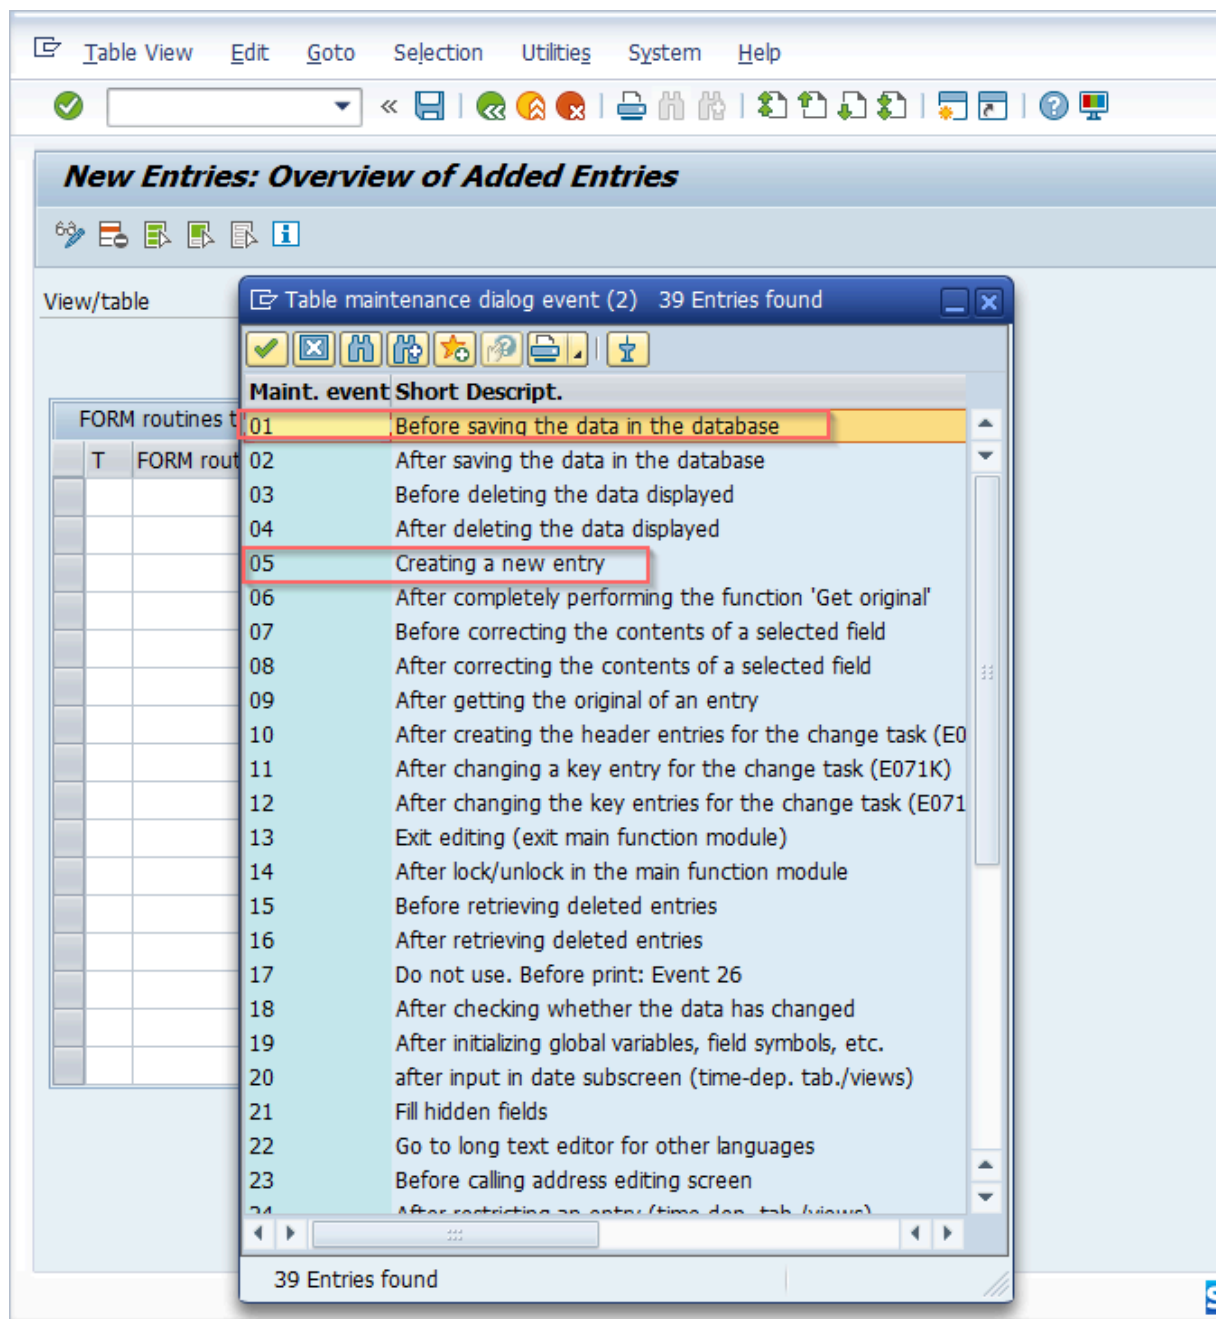 Table View Edit Goto Selection Utilities System Help
New Entries: Overview of Added Entries
View/table
Table maintenance dialog event (2) 39 Entries found
Maint. event Short Descript.
FORM routines
T FORM rout
01 Before saving the data in the database
02 After saving the data in the database
03 Before deleting the data displayed
04 After deleting the data displayed
05 Creating a new entry
06 After completely performing the function 'Get original'
07 Before correcting the contents of a selected field
08 After correcting the contents of a selected field
09 After getting the original of an entry
10 After creating the header entries for the change task (E0
11 After changing a key entry for the change task (E071K)
12 After changing the key entries for the change task (E071
13 Exit editing (exit main function module)
14 After lock/unlock in the main function module
15 Before retrieving deleted entries
16 After retrieving deleted entries
17 Do not use. Before print: Event 26
18 After checking whether the data has changed
19 After initializing global variables, field symbols, etc.
20 after input in date subscreen (time-dep. tab./views)
21 Fill hidden fields
22 Go to long text editor for other languages
23 Before calling address editing screen
24 After restricting an entry (time-dep. tab./views)
39 Entries found